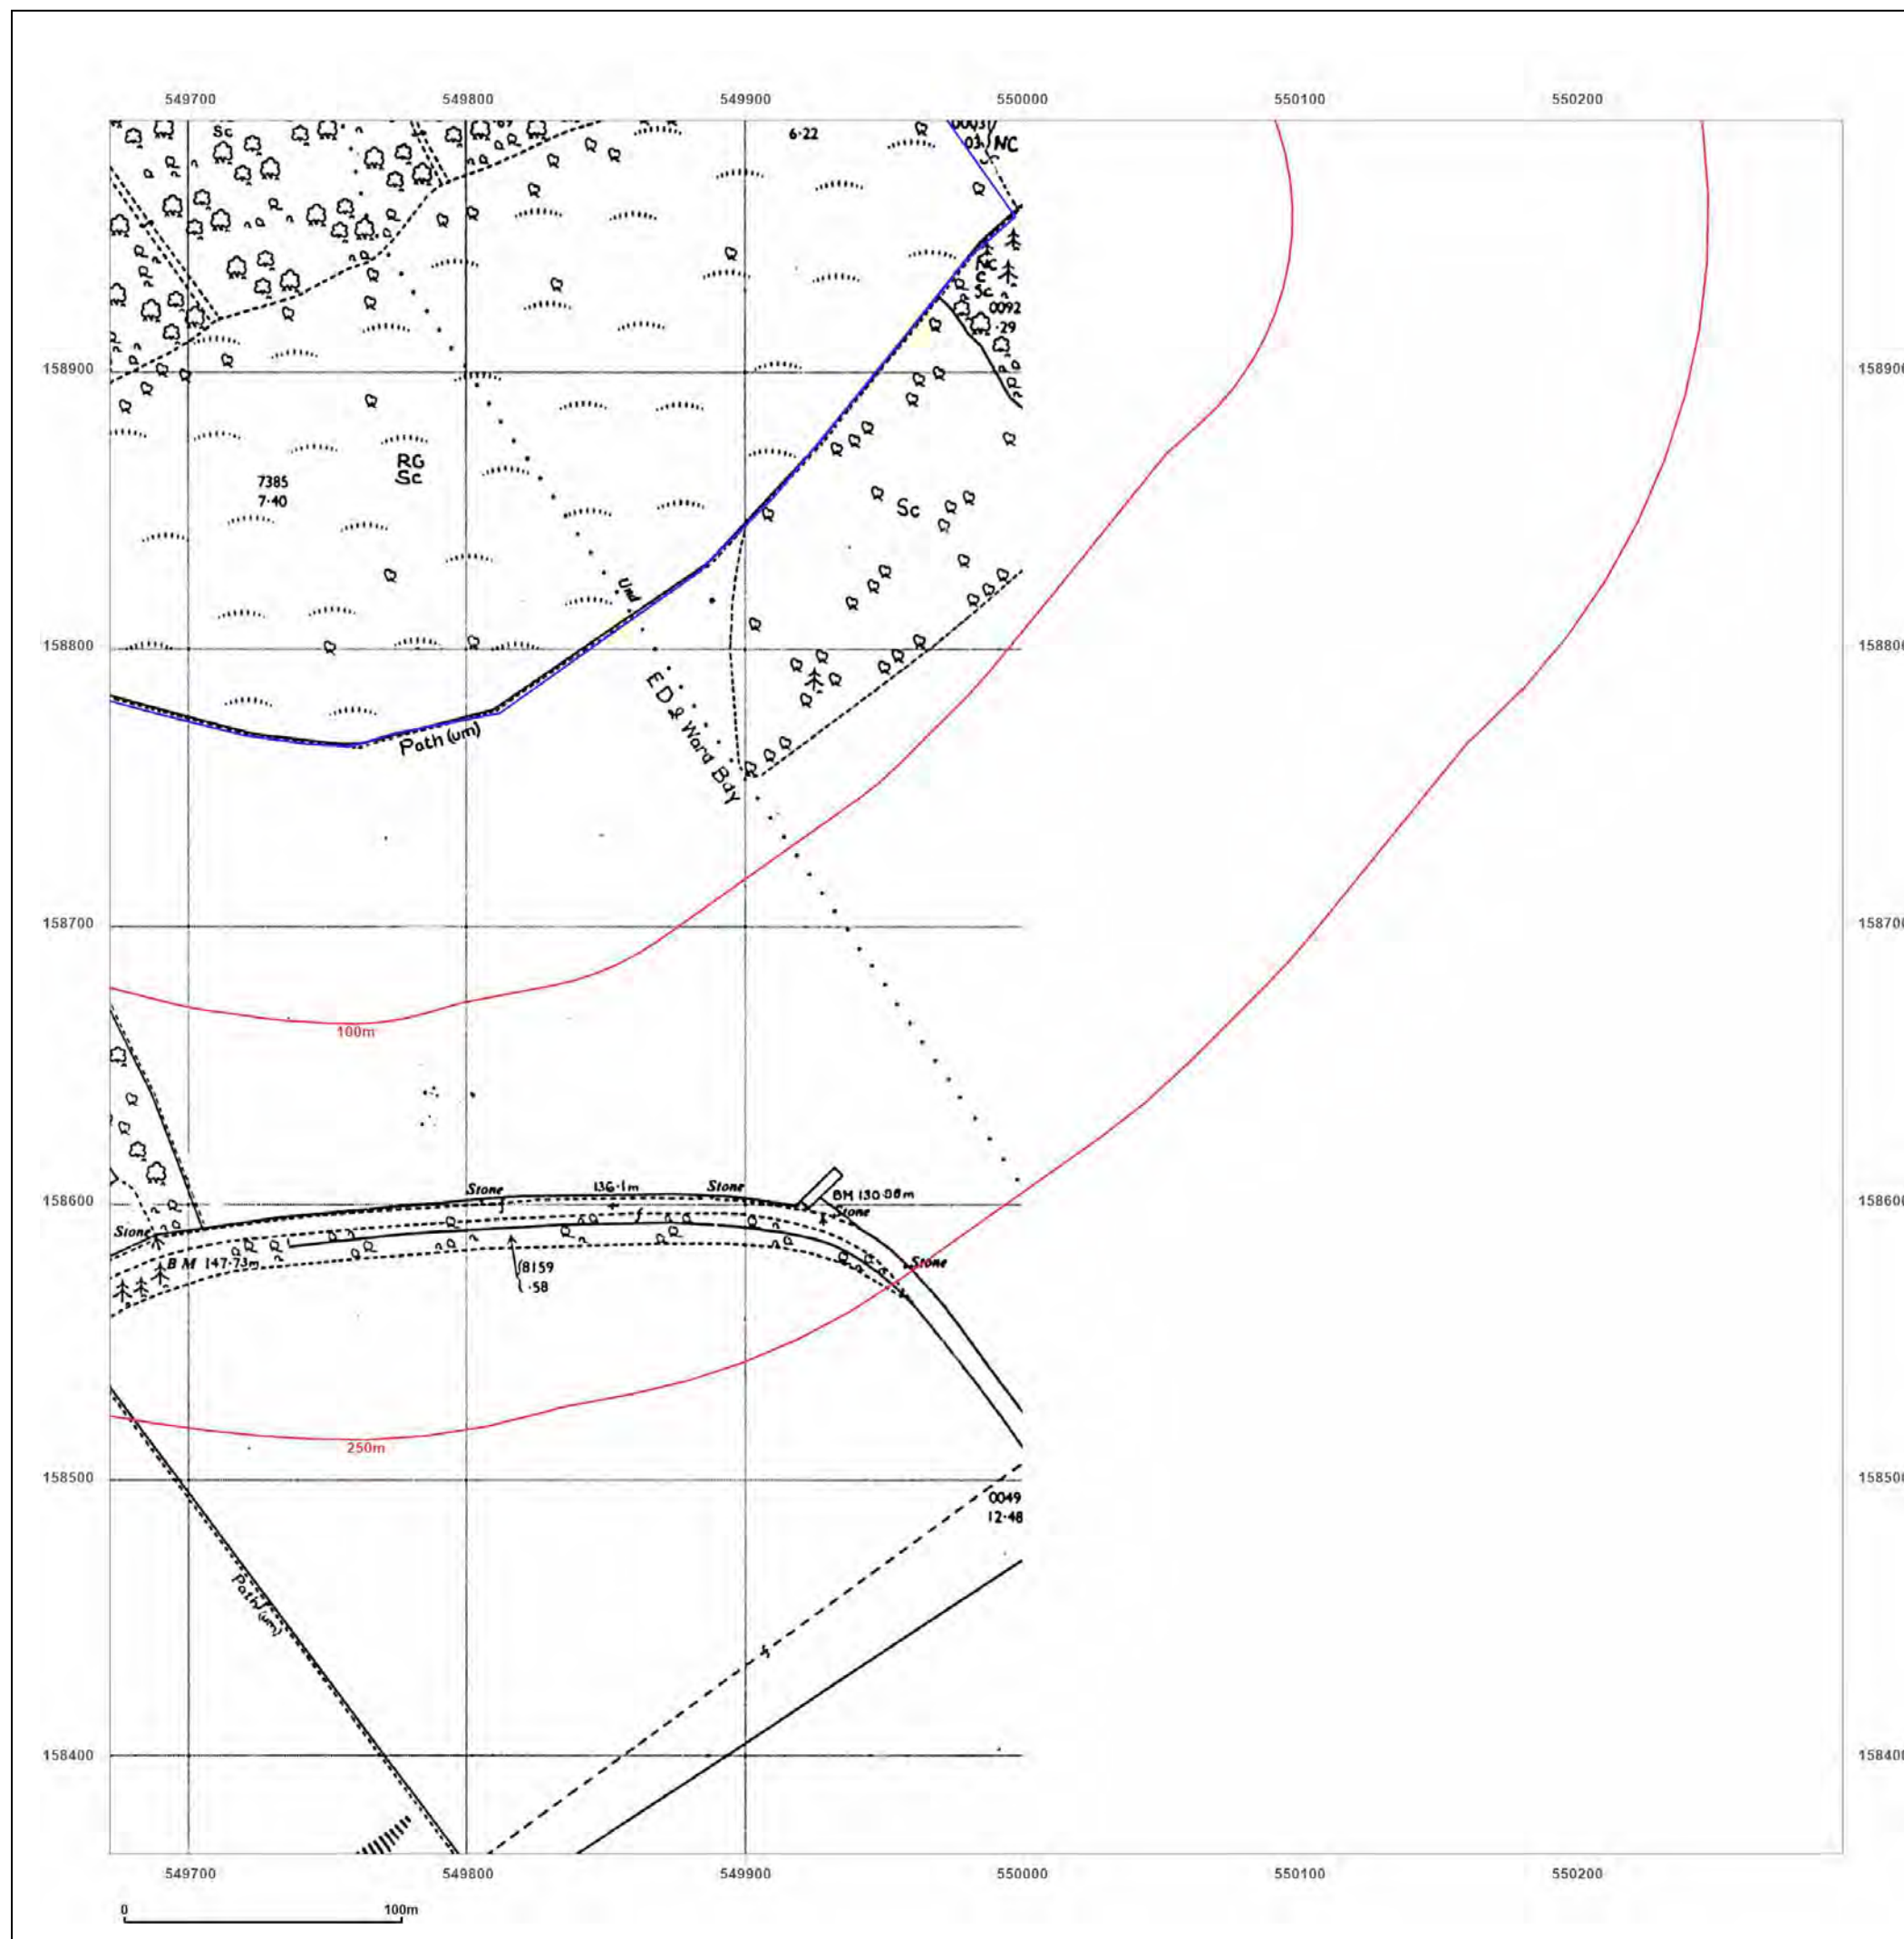 549700 549800 549900 550000 550100 550200
Sc
6·22
NC
Sc
0092
·29
158900 158900
RG
Sc
7385
7·40
Sc
Und
158800 158800
ED & Ward Bdy
Path (um)
158700 158700
100m
Stone 136·1m Stone
BM 130·88m
Stone
158600 158600
Stone
BM 147·73m
Stone
8159
·58
250m
158500 158500
0049
12·48
Path (um)
158400 158400
549700 549800 549900 550000 550100 550200
0 100m